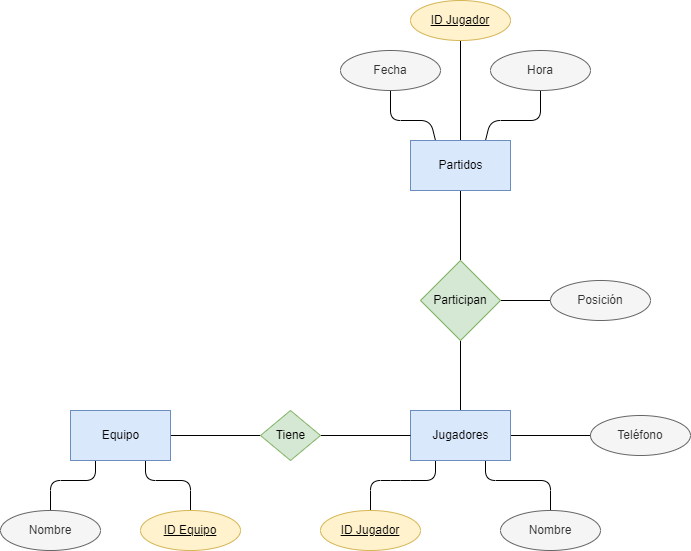 ID Jugador
Fecha
Hora
Partidos
Participan
Posición
Equipo
Tiene
Jugadores
Teléfono
Nombre
ID Equipo
ID Jugador
Nombre